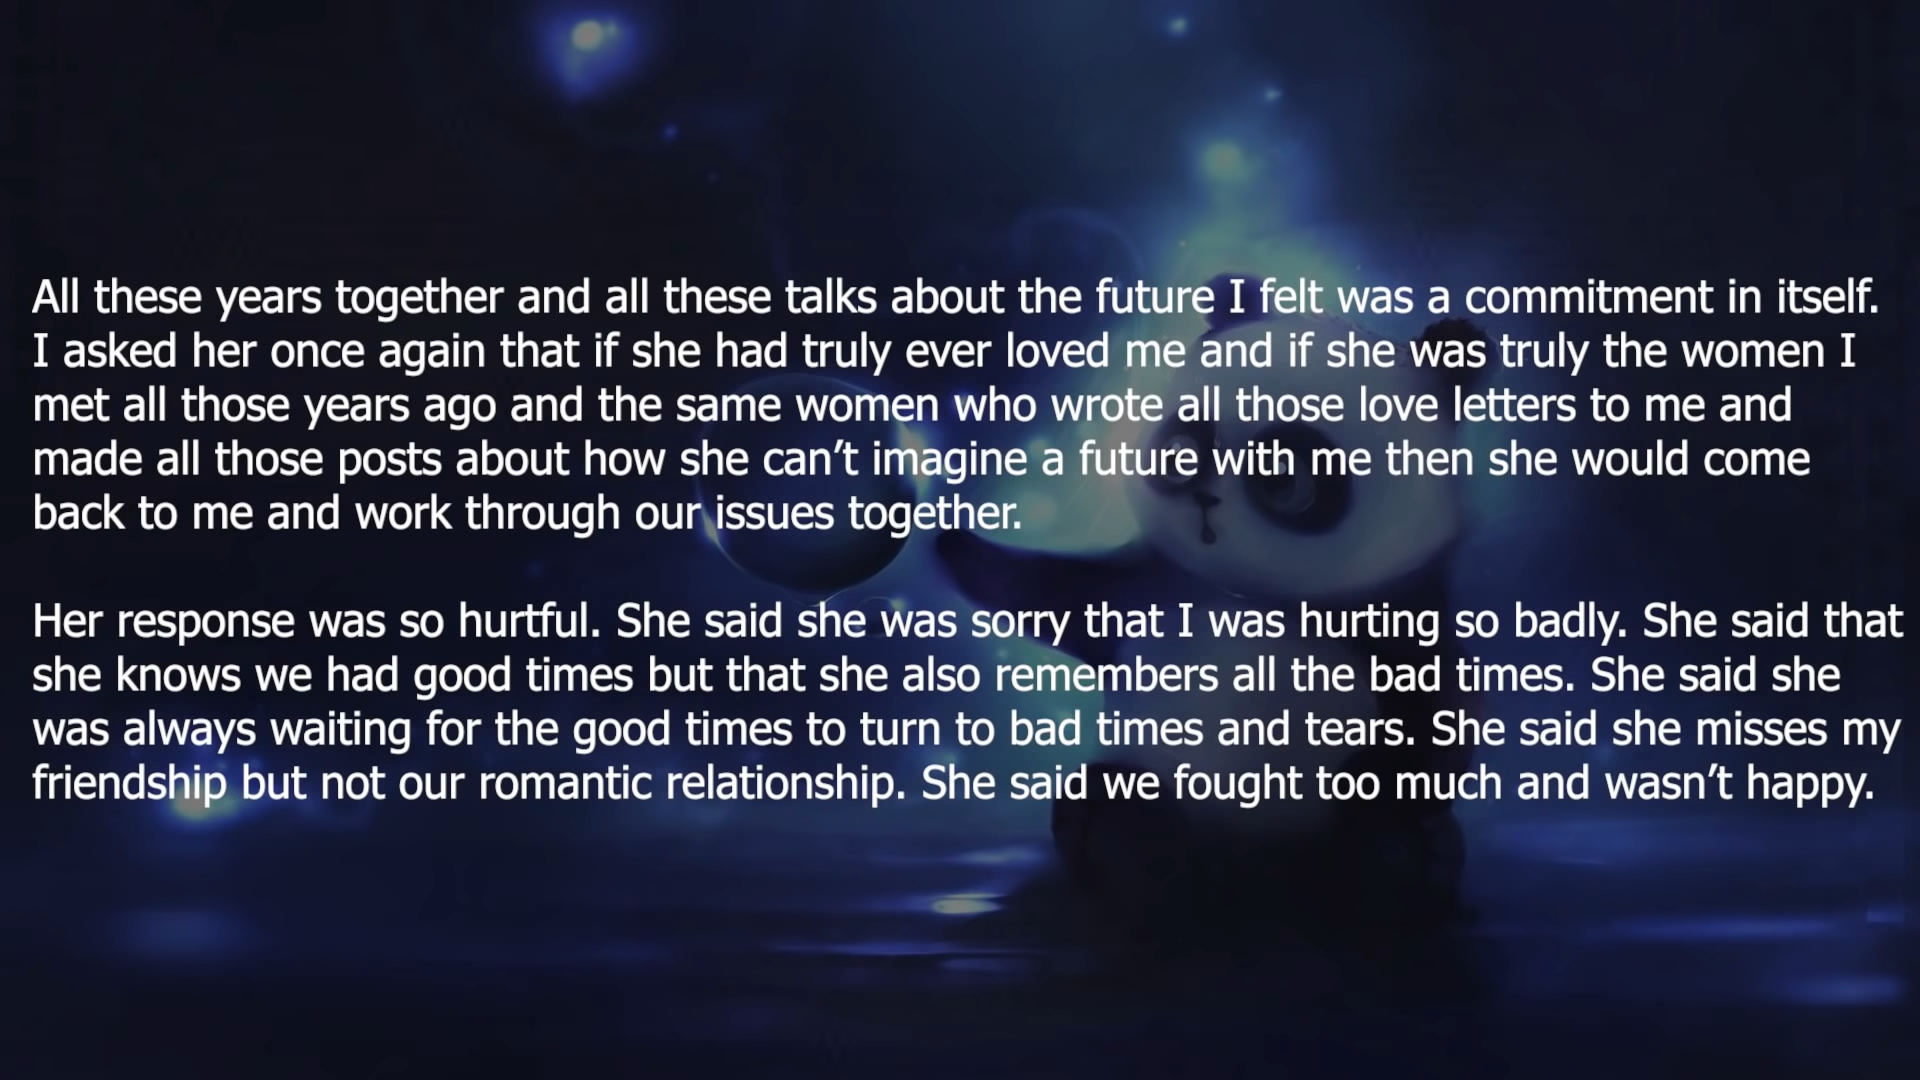 All these years together and all these talks about the future I felt was a commitment in itself.
I asked her once again that if she had truly ever loved me and if she was truly the women I
met all those years ago and the same women who wrote all those love letters to me and
made all those posts about how she can’t imagine a future with me then she would come
back to me and work through our issues together.
Her response was so hurtful. She said she was sorry that I was hurting so badly. She said that
she knows we had good times but that she also remembers all the bad times. She said she
was always waiting for the good times to turn to bad times and tears. She said she misses my
friendship but not our romantic relationship. She said we fought too much and wasn’t happy.